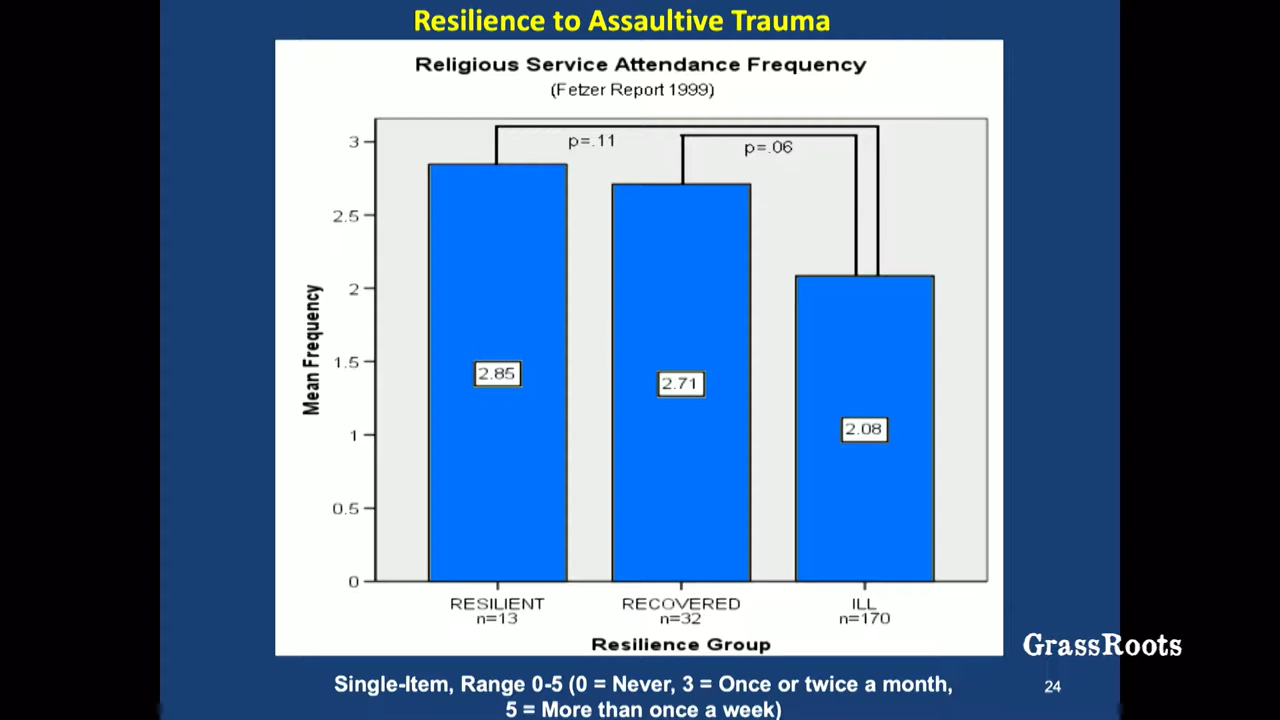 Resilience to Assaultive Trauma
Religious Service Attendance Frequency
(Fetzer Report 1999)
3
2.5
2
1.5
1
0.5
0
Mean Frequency
p=.11
p=.06
2.85
2.71
2.08
RESILIENT
n=13
RECOVERED
n=32
ILL
n=170
Resilience Group
GrassRoots
Single-Item, Range 0-5 (0 = Never, 3 = Once or twice a month,
5 = More than once a week)
24